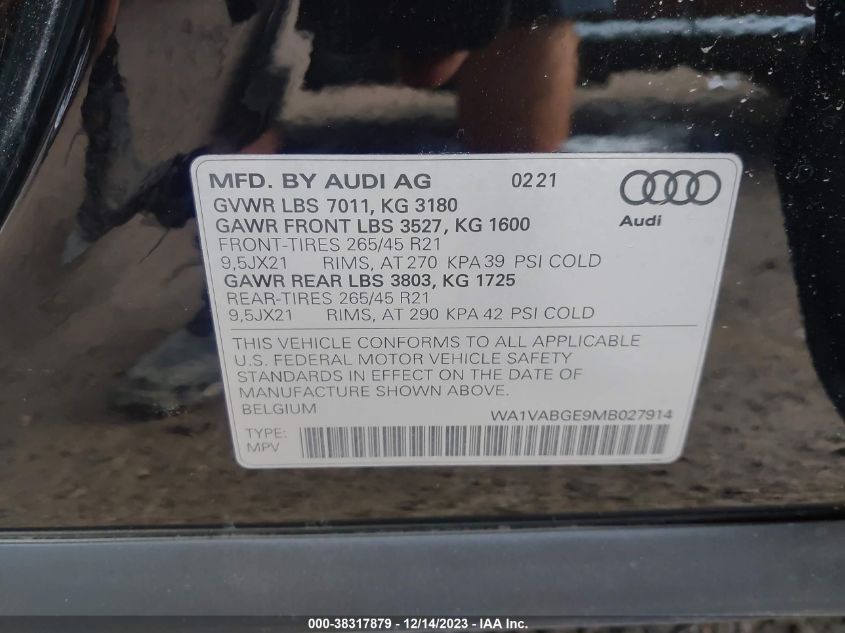 MFD. BY AUDI AG 0221
GVWR LBS 7011, KG 3180
GAWR FRONT LBS 3527, KG 1600
FRONT-TIRES 265/45 R21
9,5JX21 RIMS, AT 270 KPA 39 PSI COLD
GAWR REAR LBS 3803, KG 1725
REAR-TIRES 265/45 R21
9,5JX21 RIMS, AT 290 KPA 42 PSI COLD
Audi
THIS VEHICLE CONFORMS TO ALL APPLICABLE
U.S. FEDERAL MOTOR VEHICLE SAFETY
STANDARDS IN EFFECT ON THE DATE OF
MANUFACTURE SHOWN ABOVE.
BELGIUM WA1VABGE9MB027914
TYPE:
MPV
000-38317879 - 12/14/2023 - IAA Inc.